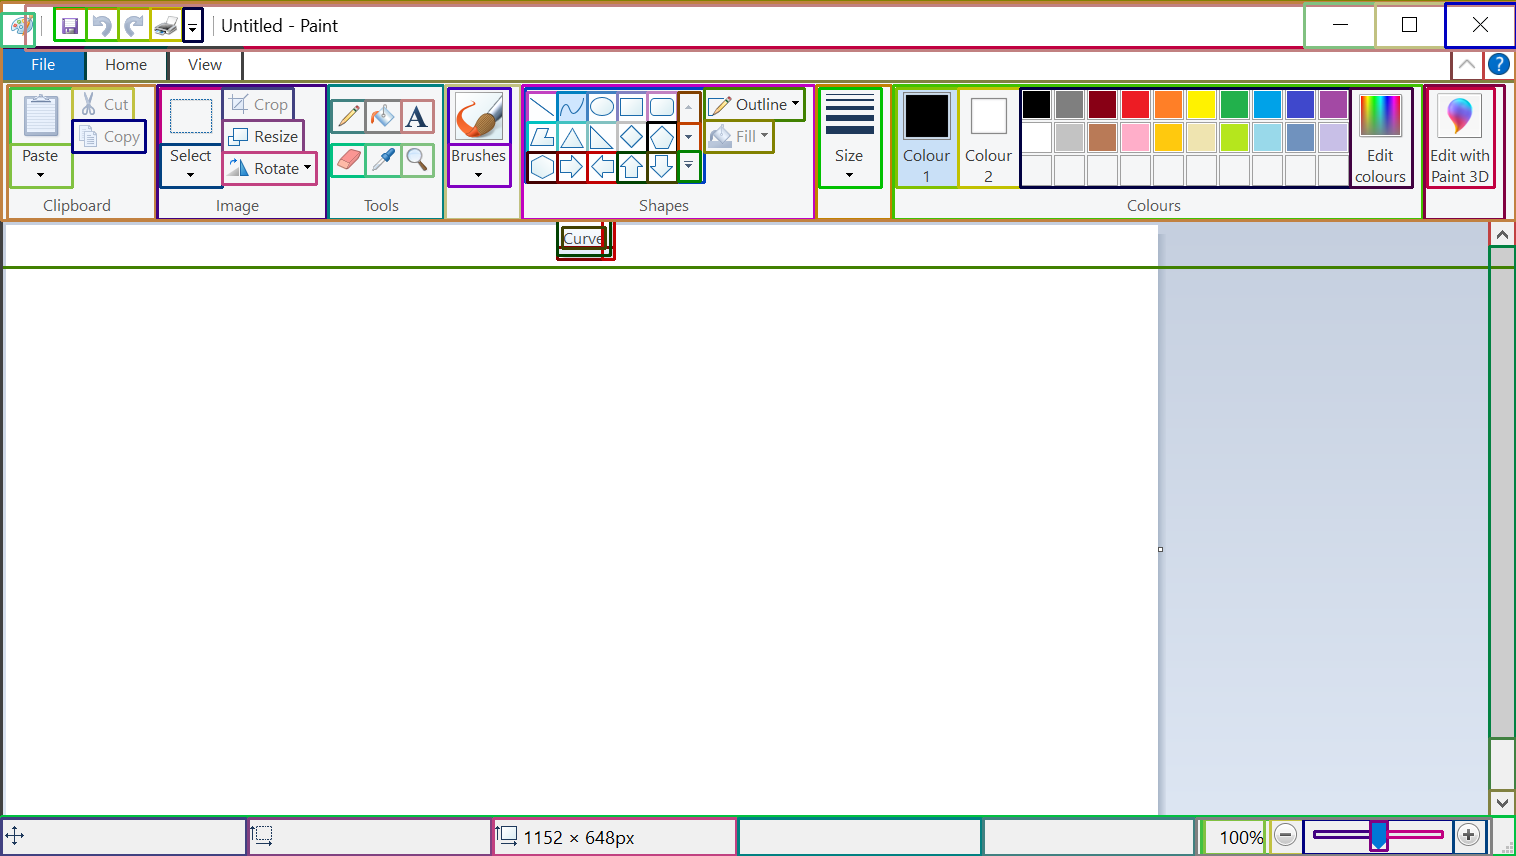 Untitled - Paint
File Home View
Paste Cut Copy
Clipboard
Select Crop Resize Rotate
Image
A
Tools
Brushes
Outline
Fill
Shapes
Size
Colour 1
Colour 2
Colours
Edit colours
Edit with Paint 3D
Curve
1152 × 648px
100%